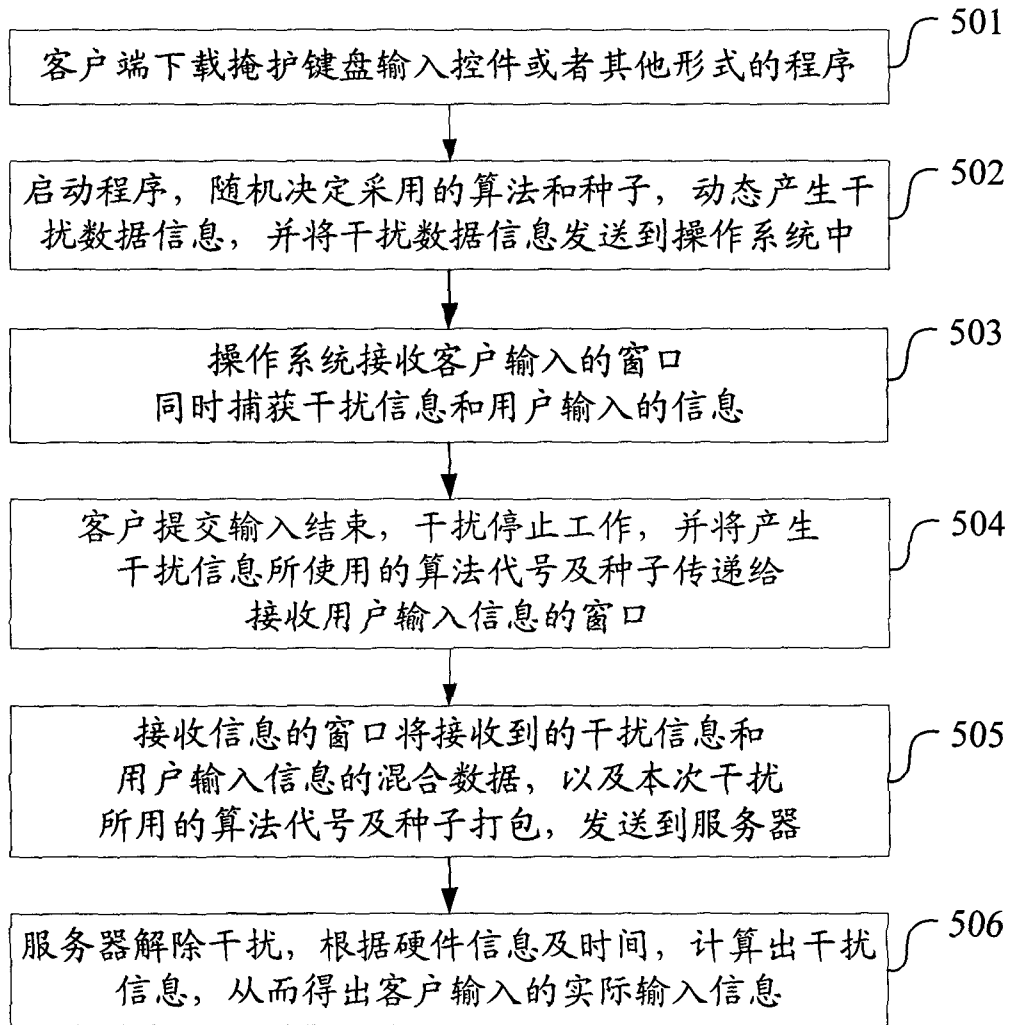 501
客户端下载掩护键盘输入控件或者其他形式的程序
502
启动程序，随机决定采用的算法和种子，动态产生干
扰数据信息，并将干扰数据信息发送到操作系统中
503
操作系统接收客户输入的窗口
同时捕获干扰信息和用户输入的信息
504
客户提交输入结束，干扰停止工作，并将产生
干扰信息所使用的算法代号及种子传递给
接收用户输入信息的窗口
505
接收信息的窗口将接收到的干扰信息和
用户输入信息的混合数据，以及本次干扰
所用的算法代号及种子打包，发送到服务器
506
服务器解除干扰，根据硬件信息及时间，计算出干扰
信息，从而得出客户输入的实际输入信息